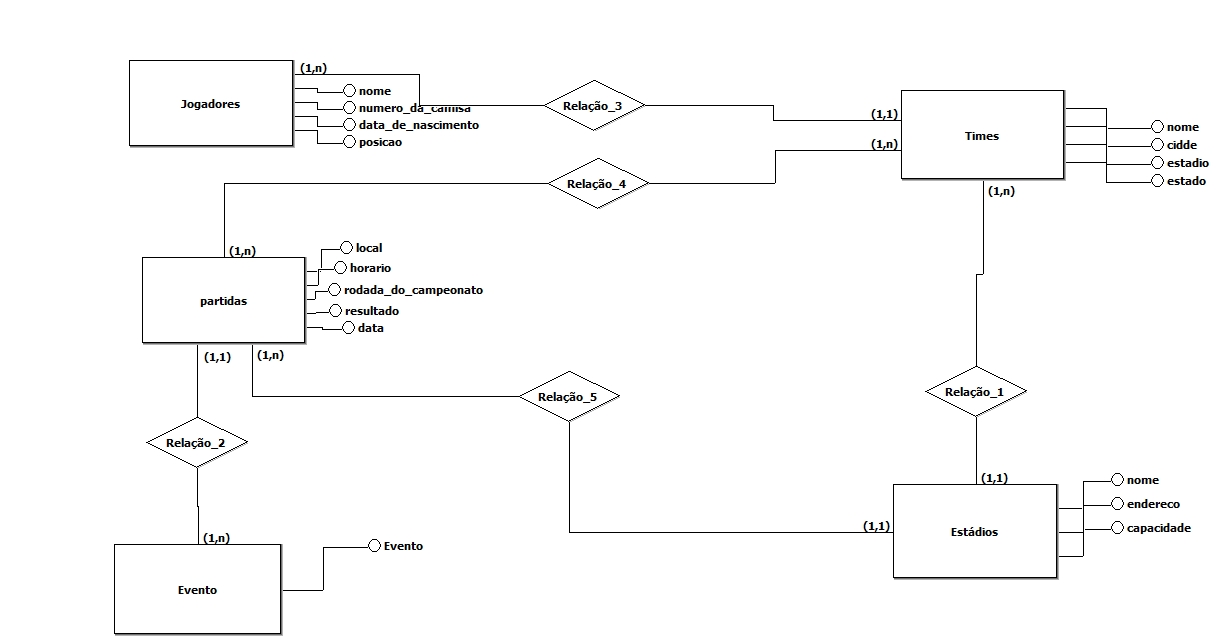 Jogadores
(1,n)
nome
numero_da_camisa
data_de_nascimento
posicao
Relação_3
(1,1)
(1,n)
Times
nome
cidde
estadio
estado
(1,n)
Relação_4
(1,n)
partidas
local
horario
rodada_do_campeonato
resultado
data
(1,1)
(1,n)
Relação_5
Relação_1
Relação_2
(1,1)
(1,1)
Estádios
nome
endereco
capacidade
(1,n)
Evento
Evento